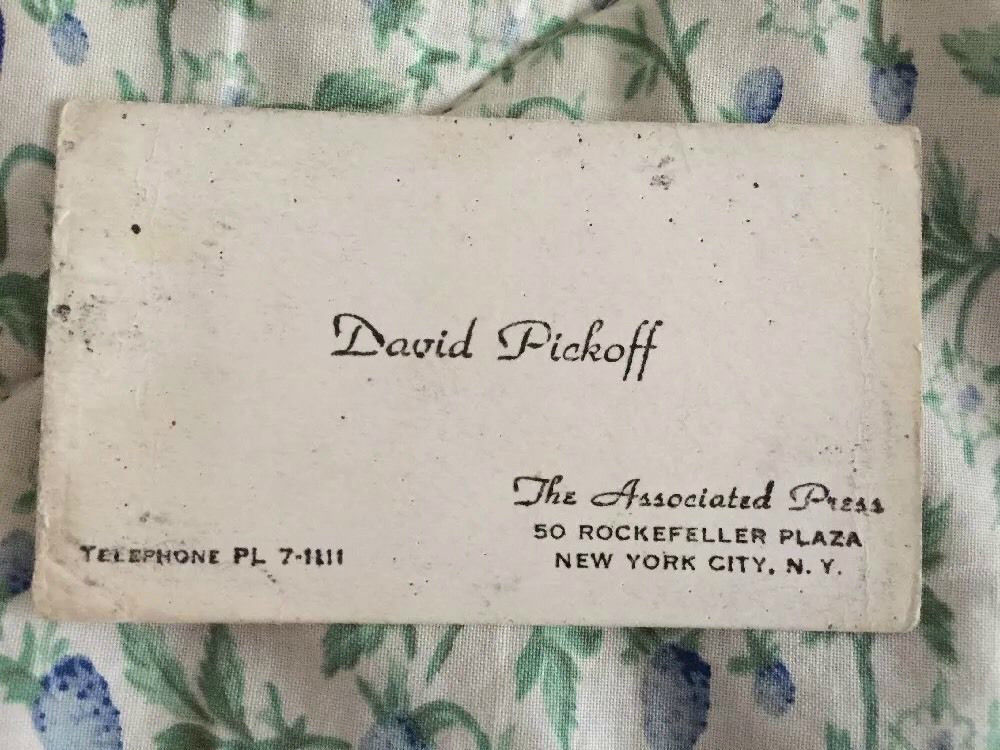 David Pickoff
The Associated Press
50 ROCKEFELLER PLAZA
NEW YORK CITY, N. Y.
TELEPHONE PL 7-1111